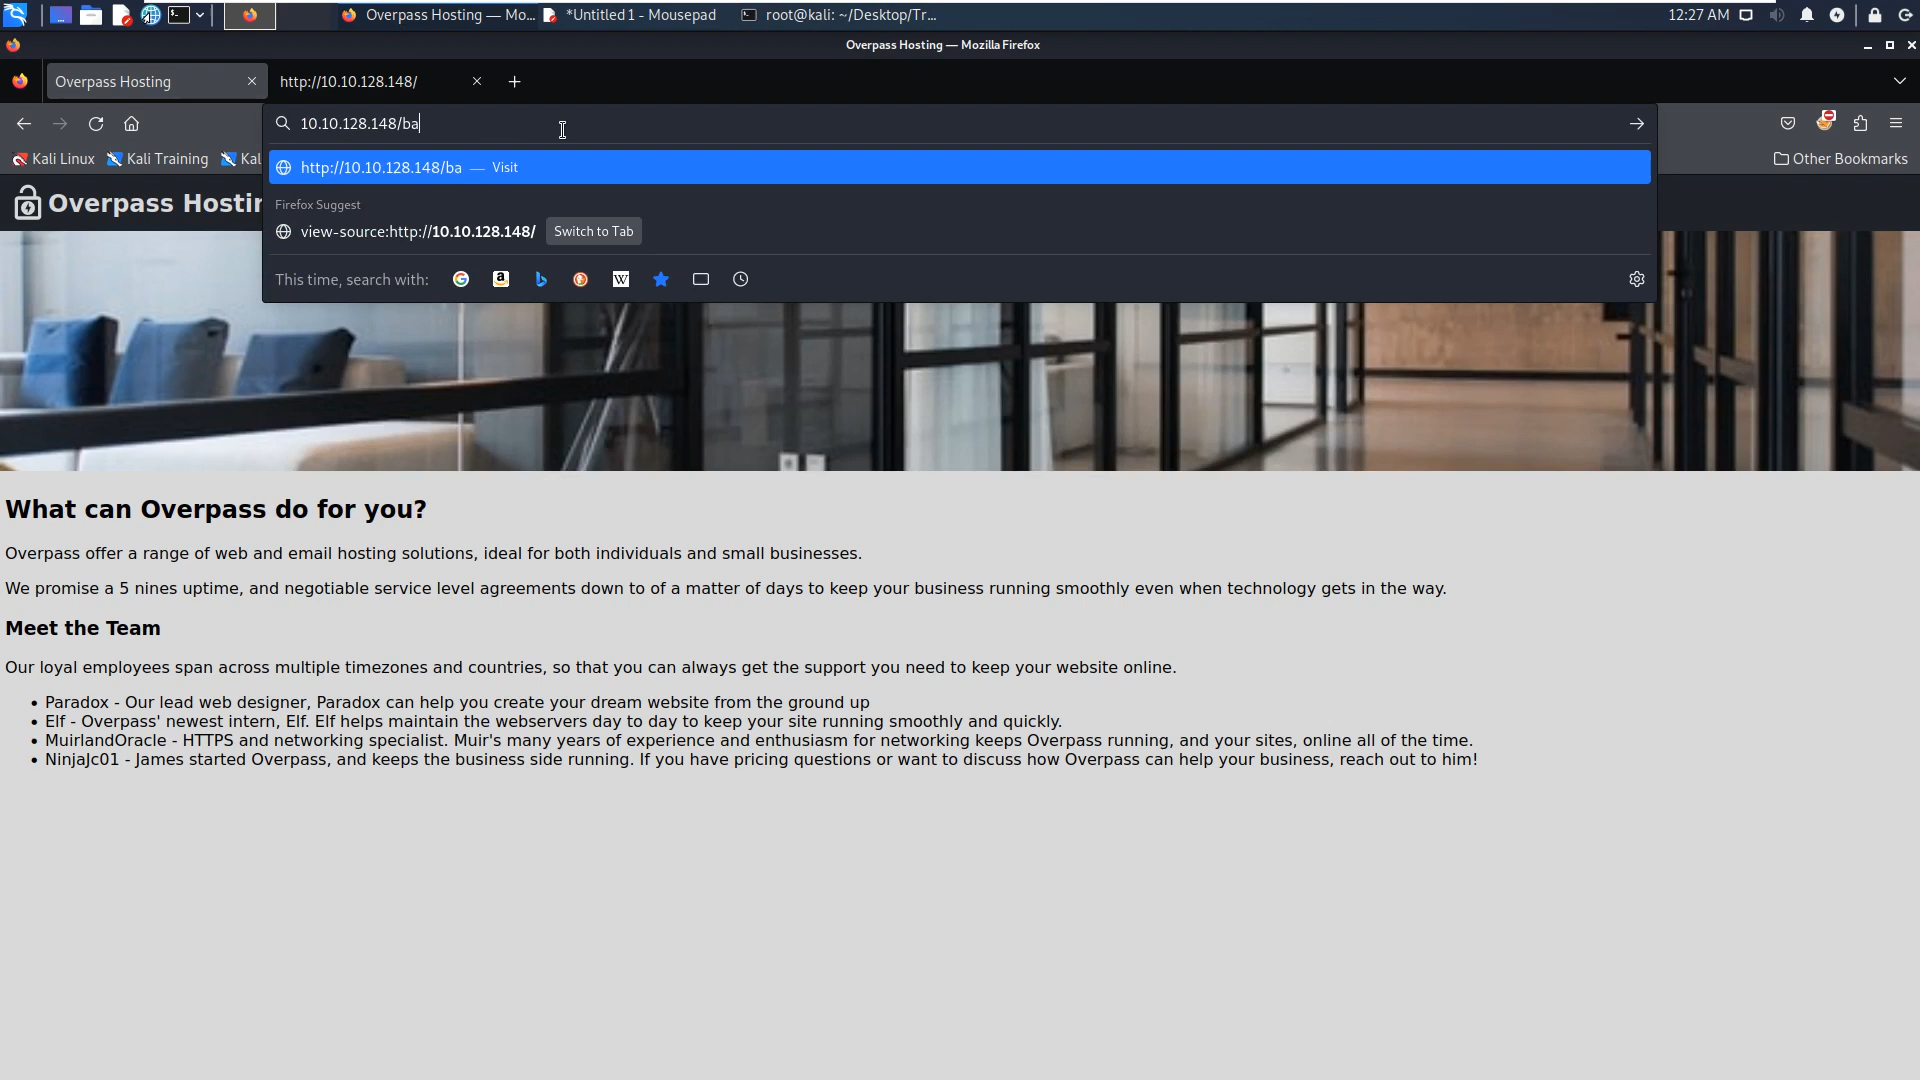 Overpass Hosting — Mo... *Untitled 1 - Mousepad root@kali: ~/Desktop/Tr... 12:27 AM
Overpass Hosting — Mozilla Firefox
Overpass Hosting http://10.10.128.148/
10.10.128.148/ba
Kali Linux Kali Training Kal Other Bookmarks
http://10.10.128.148/ba — Visit
Firefox Suggest
Overpass Hostin
view-source:http://10.10.128.148/ Switch to Tab
This time, search with:
What can Overpass do for you?
Overpass offer a range of web and email hosting solutions, ideal for both individuals and small businesses.
We promise a 5 nines uptime, and negotiable service level agreements down to of a matter of days to keep your business running smoothly even when technology gets in the way.
Meet the Team
Our loyal employees span across multiple timezones and countries, so that you can always get the support you need to keep your website online.
• Paradox - Our lead web designer, Paradox can help you create your dream website from the ground up
• Elf - Overpass' newest intern, Elf. Elf helps maintain the webservers day to day to keep your site running smoothly and quickly.
• MuirlandOracle - HTTPS and networking specialist. Muir's many years of experience and enthusiasm for networking keeps Overpass running, and your sites, online all of the time.
• NinjaJc01 - James started Overpass, and keeps the business side running. If you have pricing questions or want to discuss how Overpass can help your business, reach out to him!